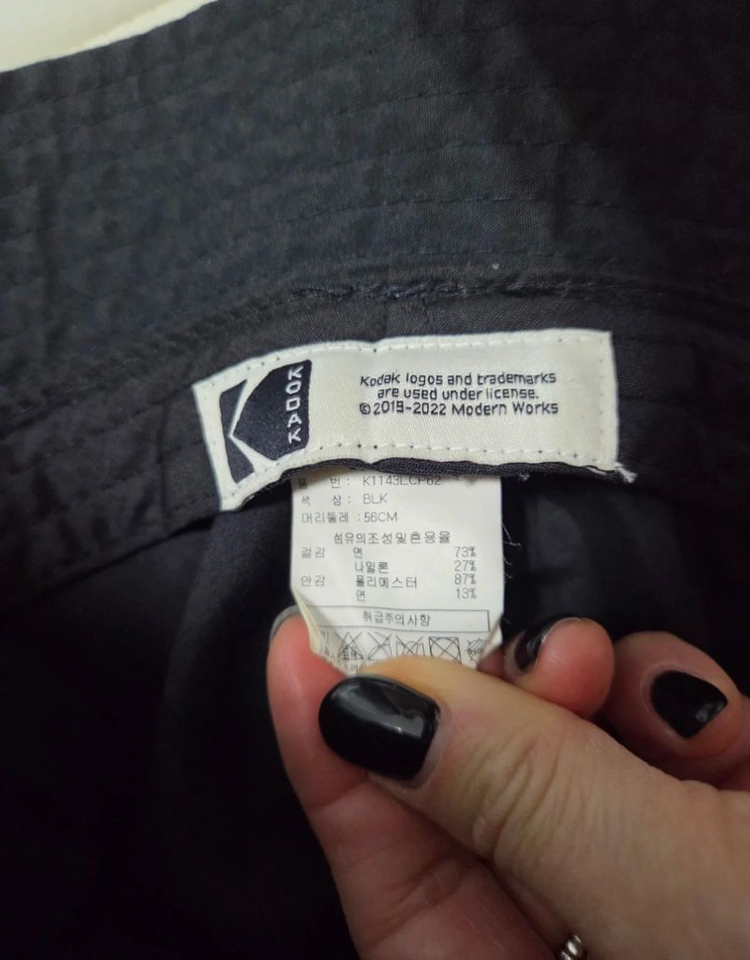 KODAK
Kodak logos and trademarks
are used under license.
© 2019-2022 Modern Works
품 번 : K1143LCP62
색 상 : BLK
머리둘레 : 56CM
섬유의조성및혼용율
겉감 면 73%
나일론 27%
안감 폴리에스터 87%
면 13%
취급주의사항